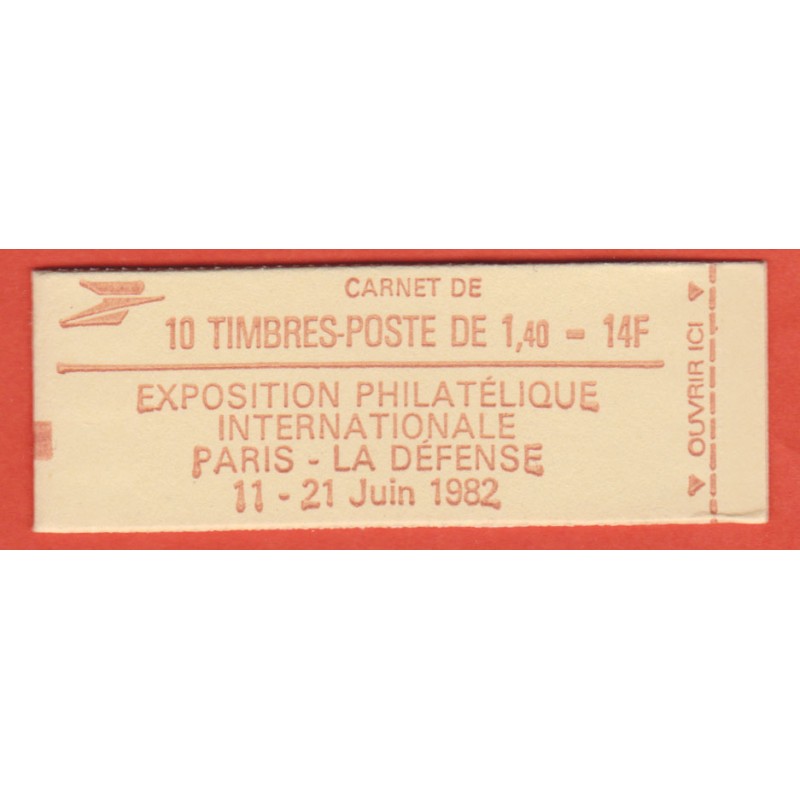 CARNET DE
10 TIMBRES-POSTE DE 1,40 - 14F
EXPOSITION PHILATÉLIQUE
INTERNATIONALE
PARIS - LA DÉFENSE
11 - 21 Juin 1982
OUVRIR ICI